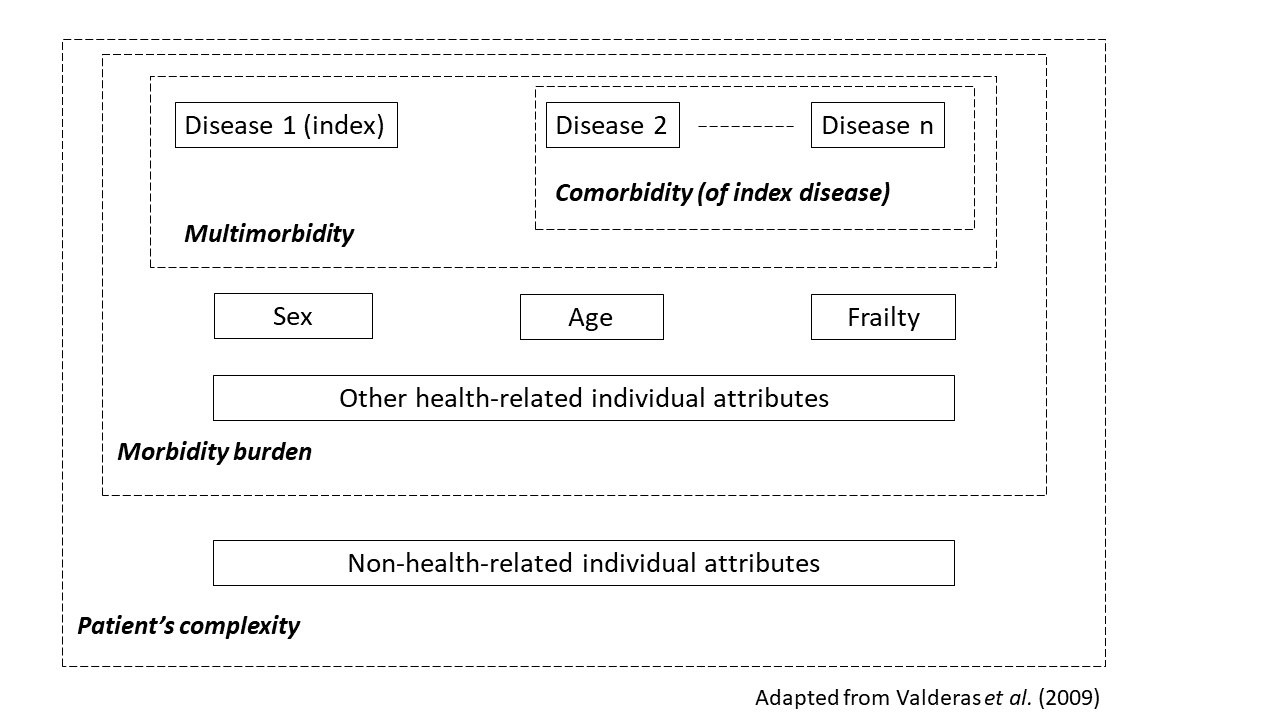 Disease 1 (index)
Disease 2
Disease n
Comorbidity (of index disease)
Multimorbidity
Sex
Age
Frailty
Other health-related individual attributes
Morbidity burden
Non-health-related individual attributes
Patient’s complexity
Adapted from Valderas et al. (2009)